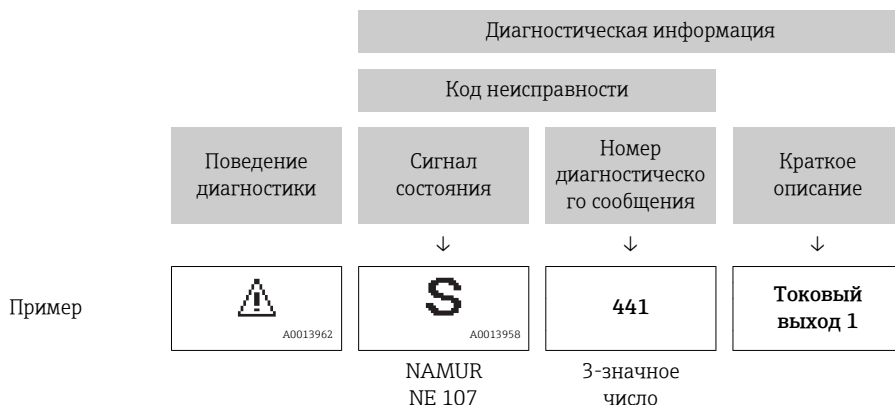 Диагностическая информация
Код неисправности
Поведение
диагностики
Сигнал
состояния
Номер
диагностическо
го сообщения
Краткое
описание
↓
↓
↓
Пример
A0013962
S
A0013958
441
Токовый
выход 1
NAMUR
NE 107
3-значное
число